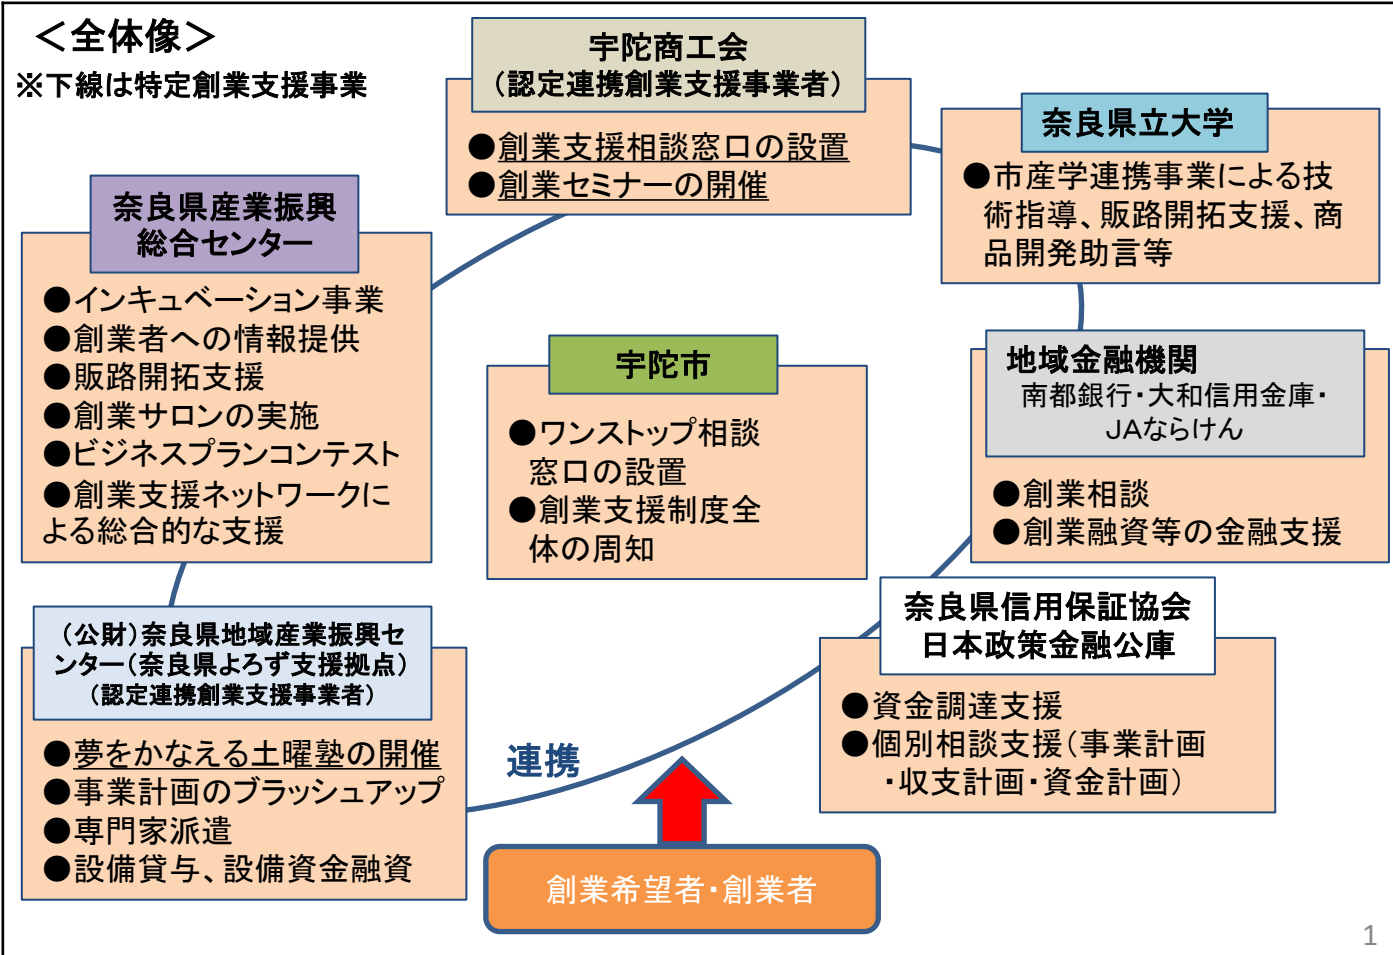 ＜全体像＞
※下線は特定創業支援事業
宇陀商工会
（認定連携創業支援事業者）
●創業支援相談窓口の設置
●創業セミナーの開催
奈良県立大学
●市産学連携事業による技
術指導、販路開拓支援、商
品開発助言等
奈良県産業振興
総合センター
●インキュベーション事業
●創業者への情報提供
●販路開拓支援
●創業サロンの実施
●ビジネスプランコンテスト
●創業支援ネットワークに
よる総合的な支援
宇陀市
●ワンストップ相談
窓口の設置
●創業支援制度全
体の周知
地域金融機関
南都銀行・大和信用金庫・
JAならけん
●創業相談
●創業融資等の金融支援
（公財）奈良県地域産業振興セ
ンター（奈良県よろず支援拠点）
（認定連携創業支援事業者）
●夢をかなえる土曜塾の開催
●事業計画のブラッシュアップ
●専門家派遣
●設備貸与、設備資金融資
奈良県信用保証協会
日本政策金融公庫
●資金調達支援
●個別相談支援（事業計画
・収支計画・資金計画）
連携
創業希望者・創業者
1